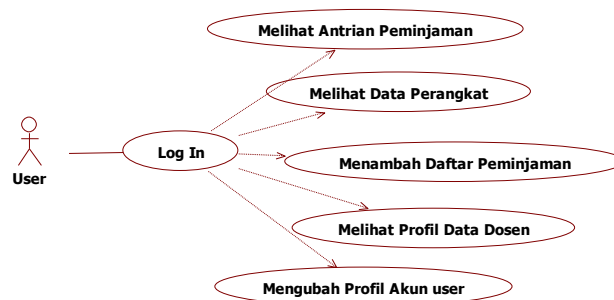 Melihat Antrian Peminjaman
Melihat Data Perangkat
Log In
Menambah Daftar Peminjaman
User
Melihat Profil Data Dosen
Mengubah Profil Akun user